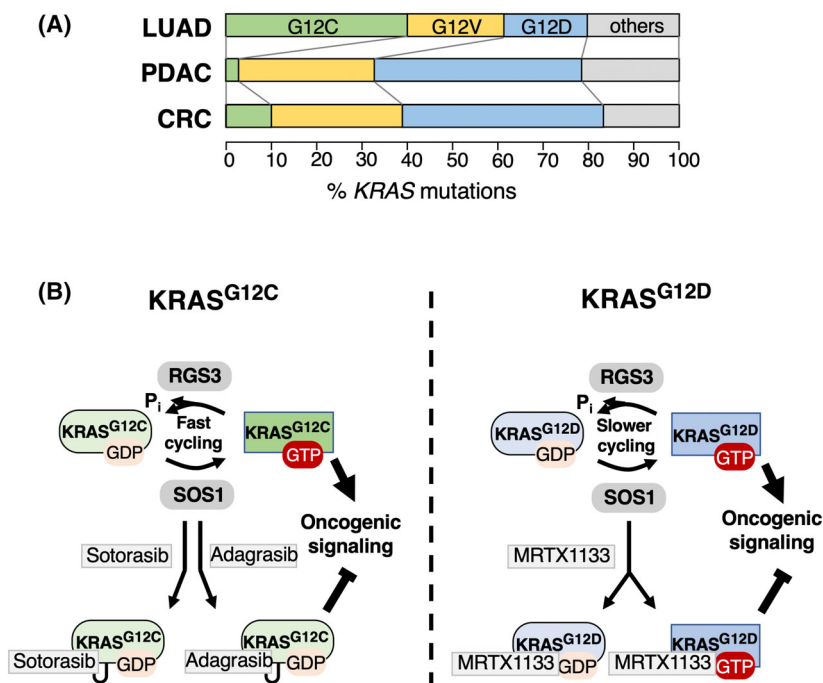 (A)
LUAD G12C G12V G12D others
PDAC
CRC
0 10 20 30 40 50 60 70 80 90 100
% KRAS mutations
(B)
KRASG12C
RGS3
Pi
Fast
cycling
KRASG12C
GDP
KRASG12C
GTP
SOS1
Oncogenic
signaling
Sotorasib
Adagrasib
KRASG12C
Sotorasib
GDP
KRASG12C
Adagrasib
GDP
KRASG12D
RGS3
Pi
Slower
cycling
KRASG12D
GDP
KRASG12D
GTP
SOS1
Oncogenic
signaling
MRTX1133
KRASG12D
MRTX1133
GDP
KRASG12D
MRTX1133
GTP